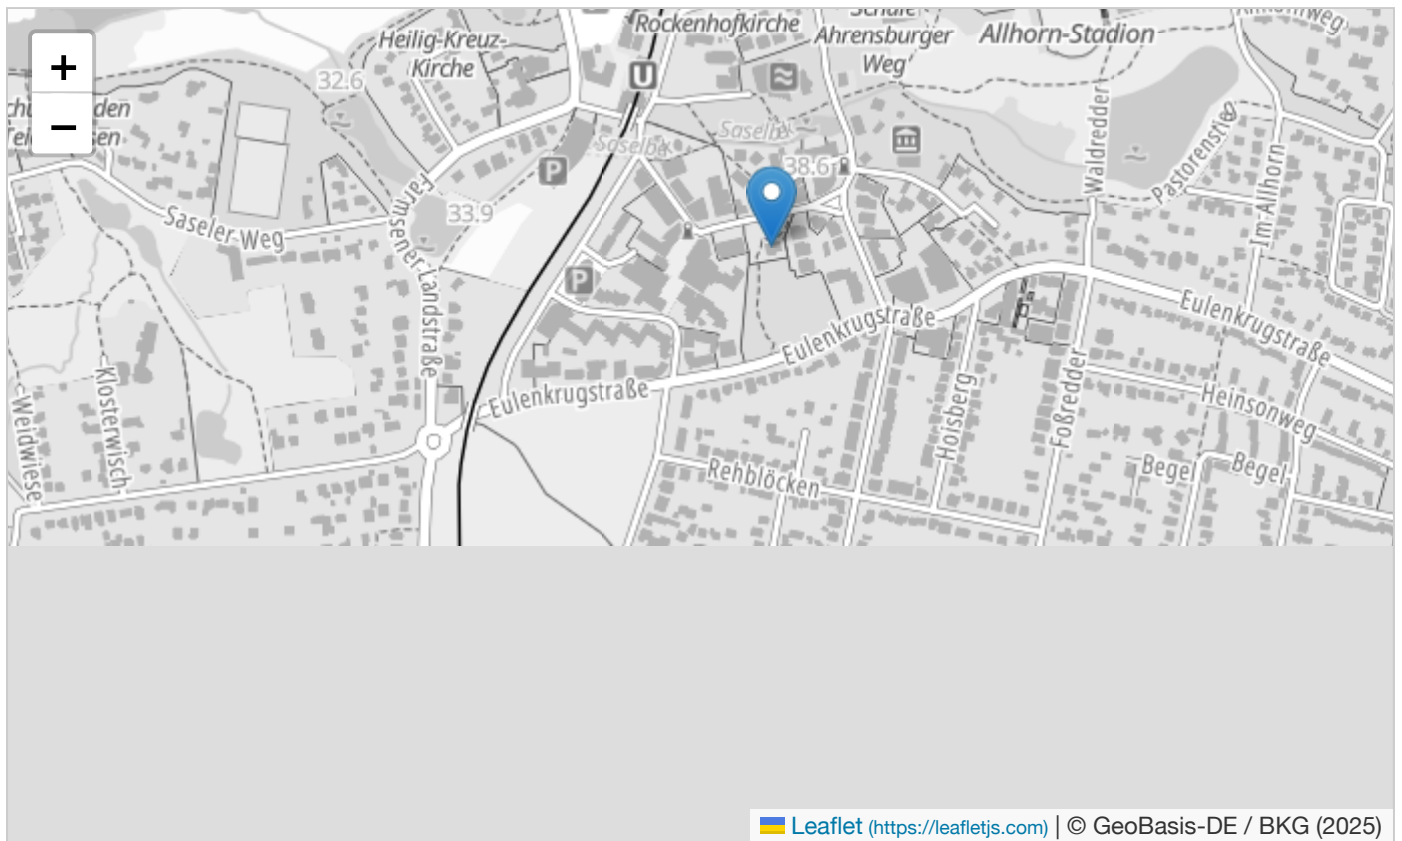 Rockenhofkirche
Ahrensburger
Weg
Allhorn-Stadion
Heilig-Kreuz-
Kirche
+
−
32.6
U
P
38.6
33.9
Saseler-Weg
Farmsener-Landstraße
Waldredder
Pastorenstieg
Im-Allhorn
P
Eulenkrugstraße
Eulenkrugstraße
Eulenkrugstraße
Klosterwisch
Weidwiese
Hoisberg
Foßredder
Heinsonweg
Rehblöcken
Begel
Begel
Leaflet (https://leafletjs.com) | © GeoBasis-DE / BKG (2025)